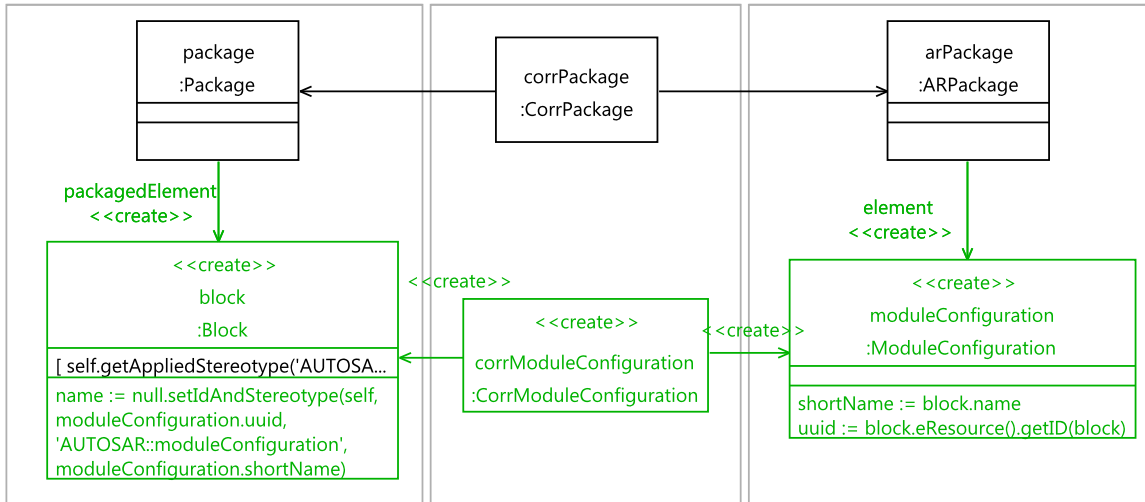 package
:Package
corrPackage
:CorrPackage
arPackage
:ARPackage
packagedElement
<<create>>
element
<<create>>
<<create>>
block
:Block
[ self.getAppliedStereotype('AUTOSA...
name := null.setIdAndStereotype(self,
moduleConfiguration.uuid,
'AUTOSAR::moduleConfiguration',
moduleConfiguration.shortName)
<<create>>
<<create>>
corrModuleConfiguration
:CorrModuleConfiguration
<<create>>
<<create>>
moduleConfiguration
:ModuleConfiguration
shortName := block.name
uuid := block.eResource().getID(block)